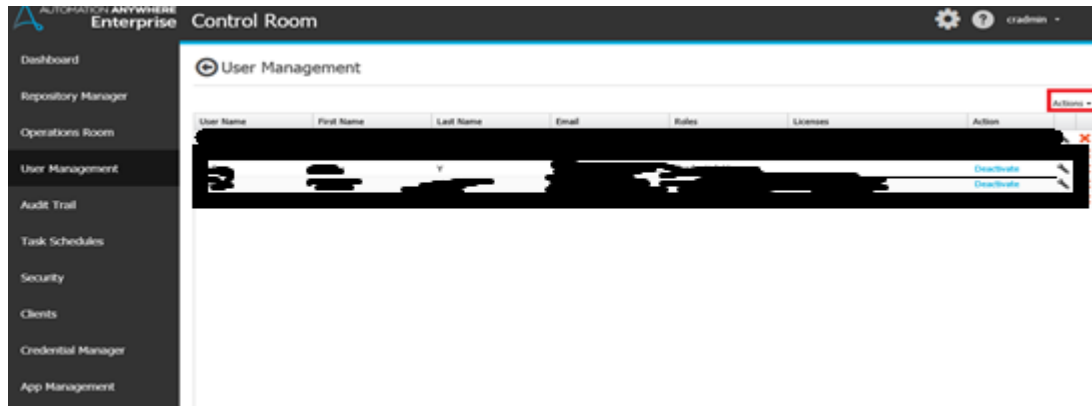 AUTOMATION ANYWHERE
Enterprise Control Room
cradmin
Dashboard
Repository Manager
Operations Room
User Management
Audit Trail
Task Schedules
Security
Clients
Credential Manager
App Management
User Management
Actions
User Name First Name Last Name Email Roles Licenses Action
Y Deactivate
Deactivate